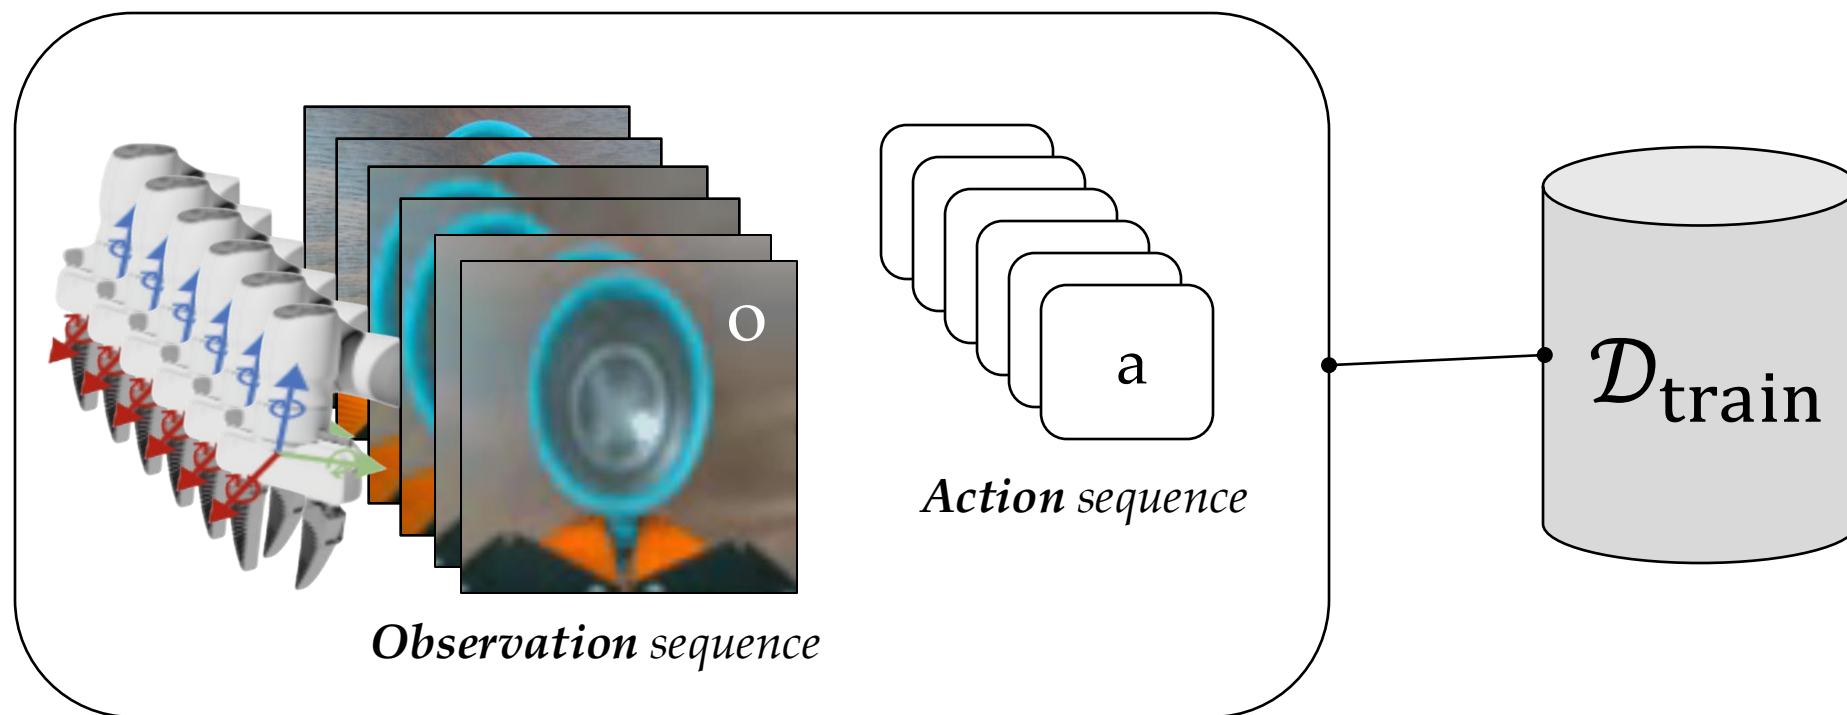 o
a
Action sequence
Observation sequence
𝒟train